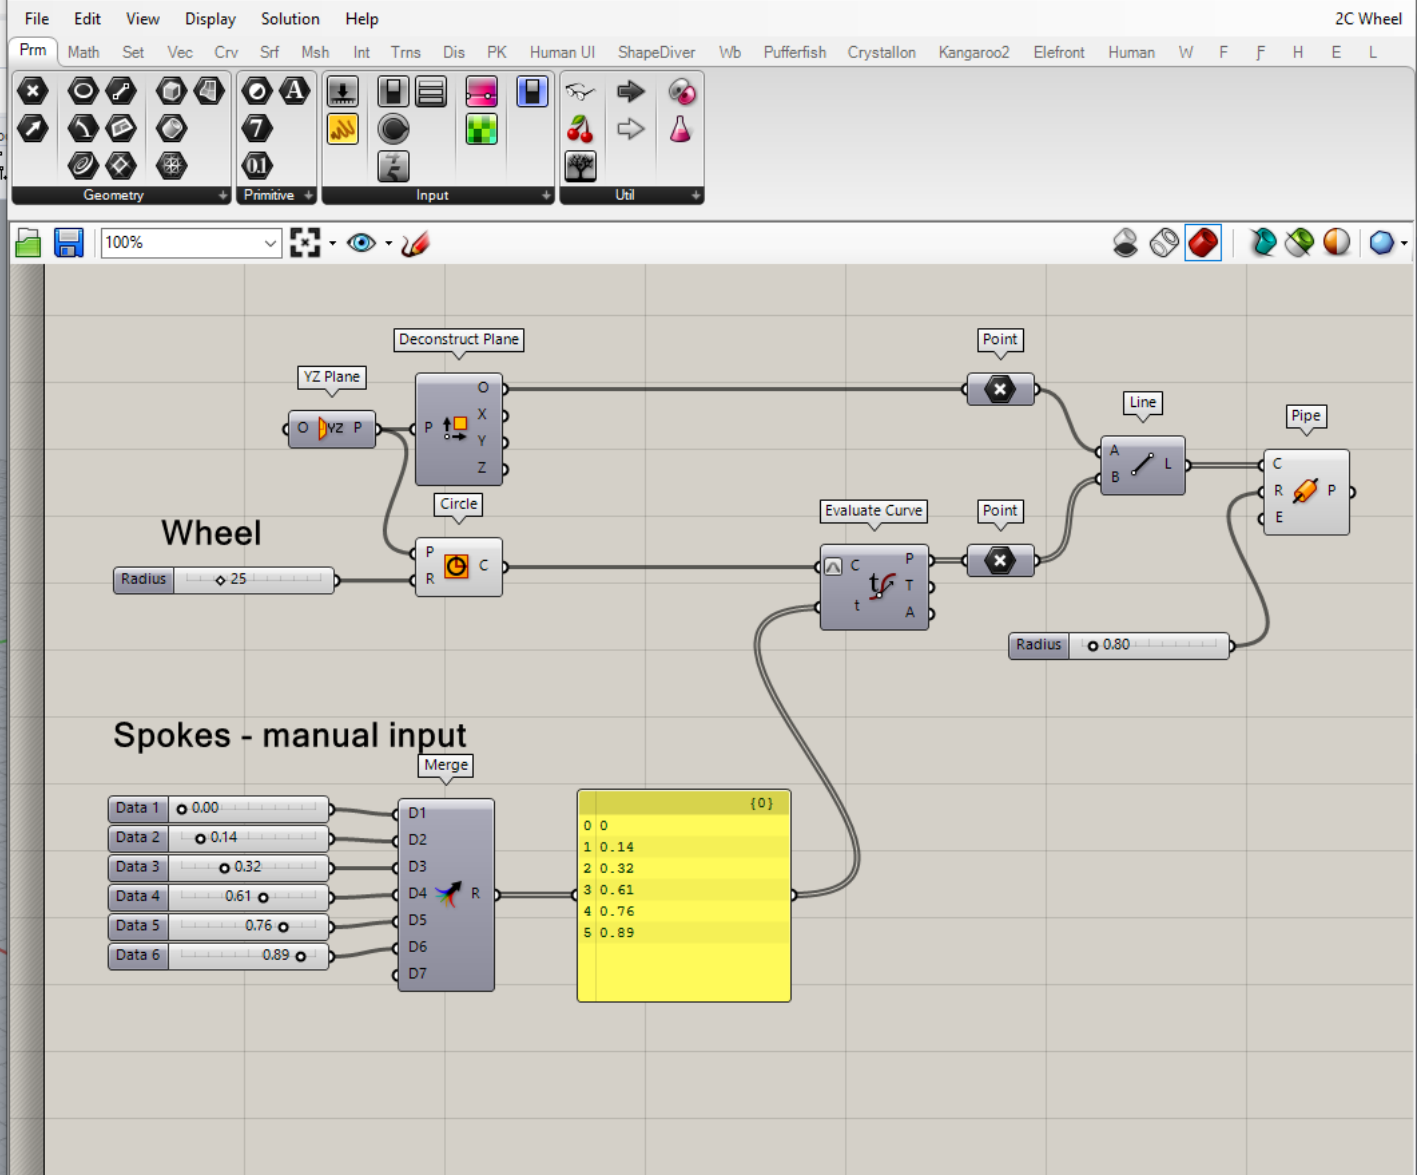 File Edit View Display Solution Help 2C Wheel
Prm Math Set Vec Crv Srf Msh Int Trns Dis PK Human UI ShapeDiver Wb Pufferfish Crystallon Kangaroo2 Elefront Human W F F H E L
A
7
0.1
Geometry Primitive Input Util
100%
Deconstruct Plane
Point
YZ Plane
O YZ P
P O X Y Z
Line
A B L
Pipe
C R E P
Circle
P R C
Evaluate Curve
C t P T A
Point
Wheel
Radius 25
Radius 0.80
Spokes - manual input
Merge
Data 1 0.00
Data 2 0.14
Data 3 0.32
Data 4 0.61
Data 5 0.76
Data 6 0.89
D1
D2
D3
D4 R
D5
D6
D7
{0}
0 0
1 0.14
2 0.32
3 0.61
4 0.76
5 0.89